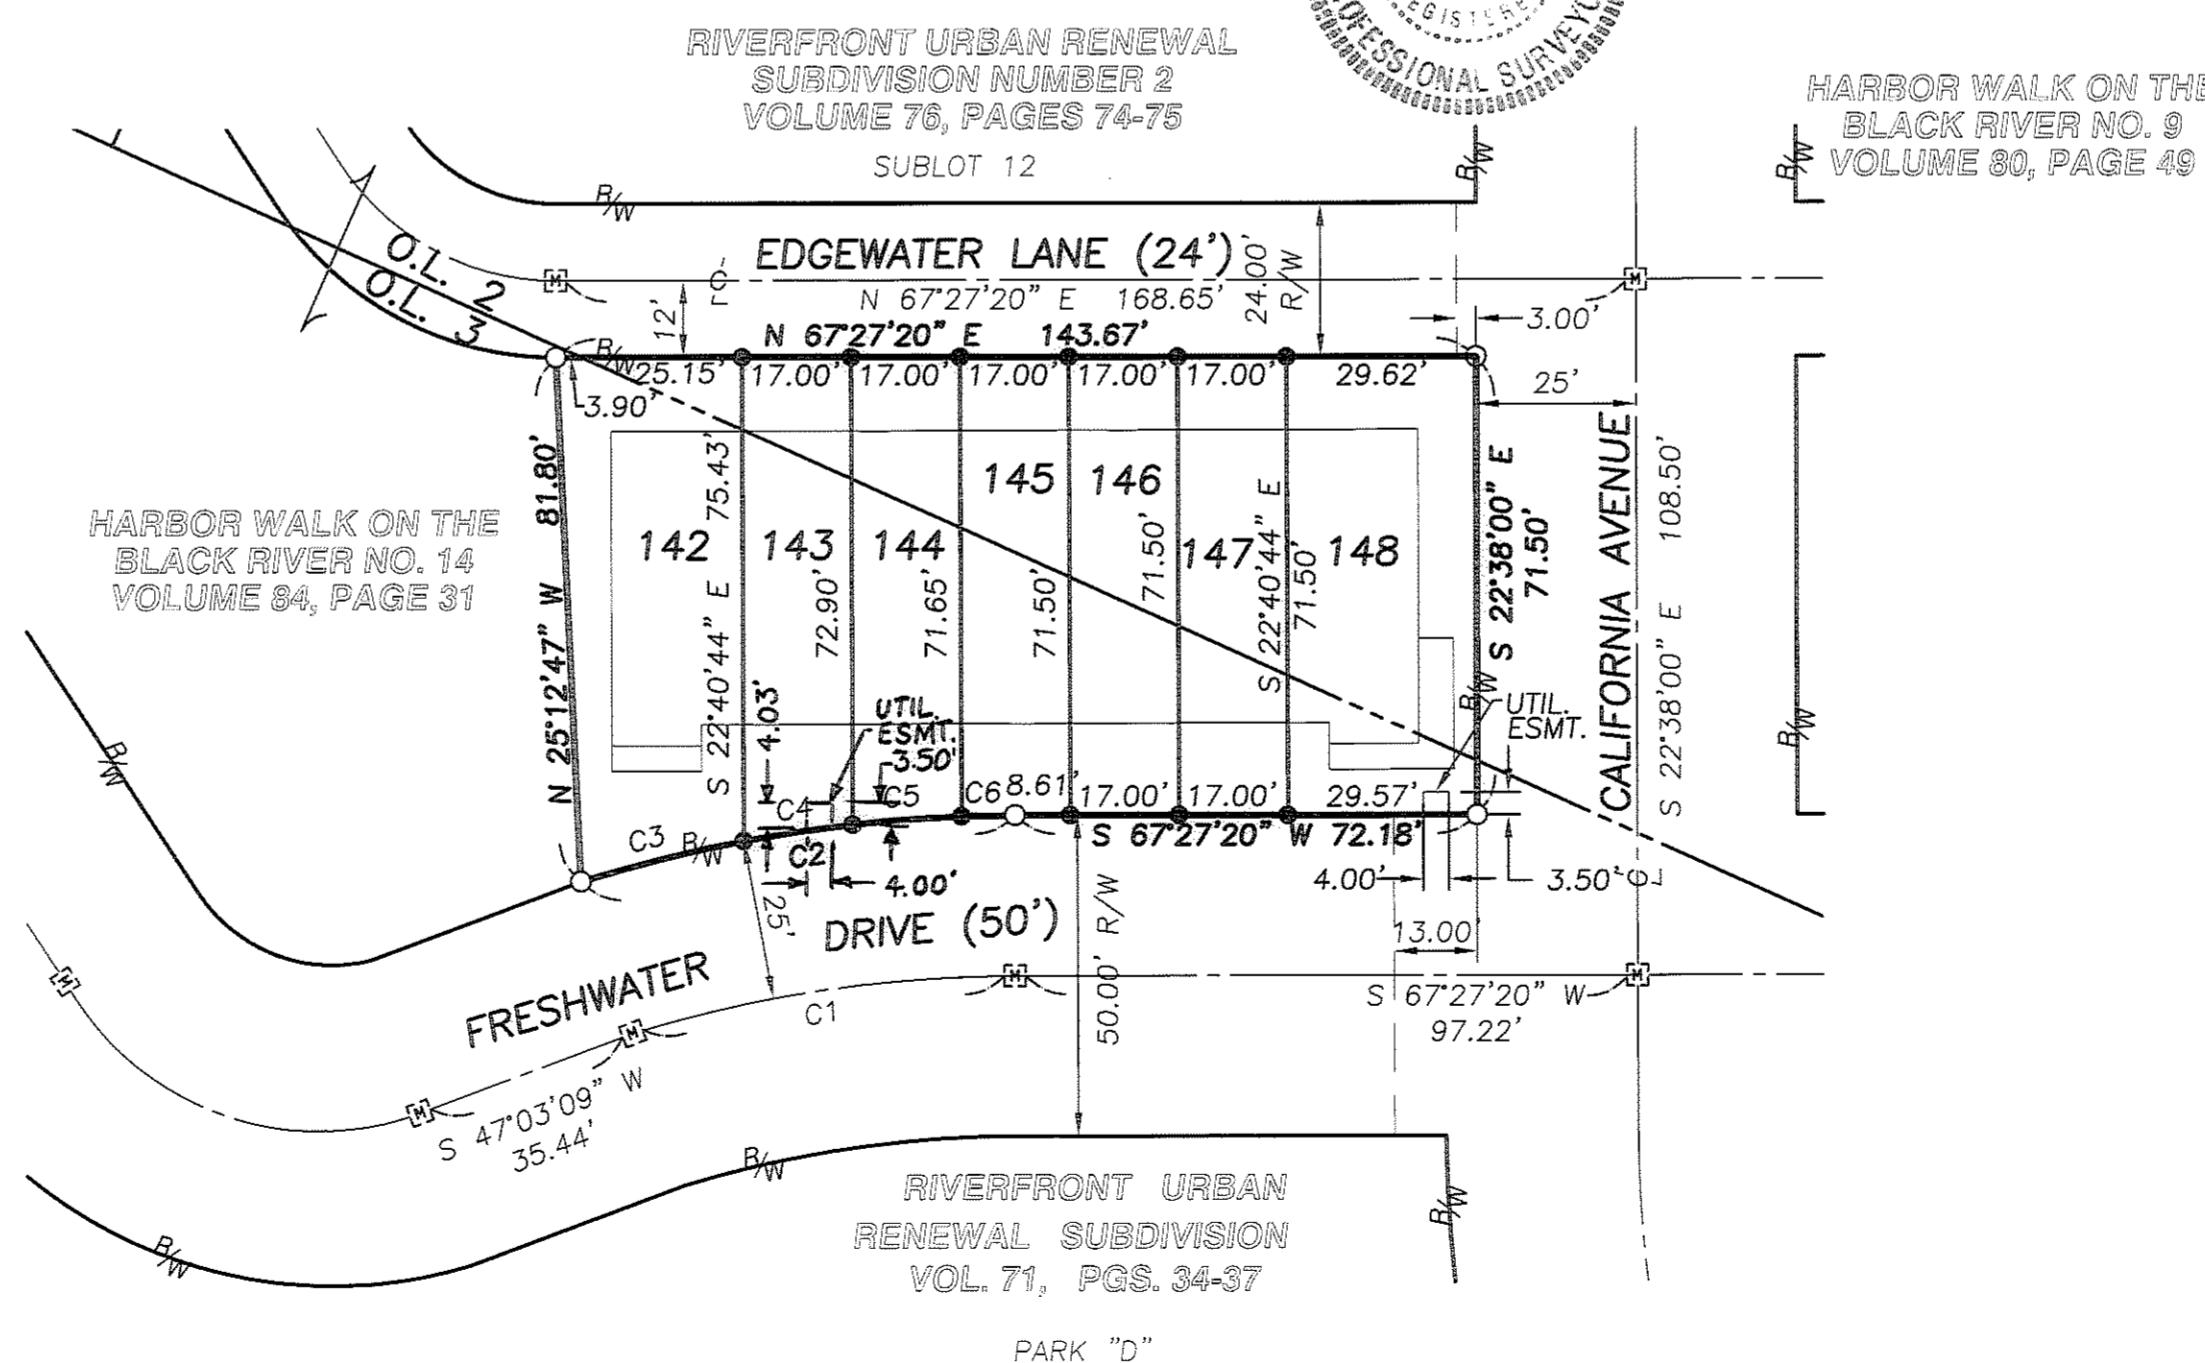 RIVERFRONT URBAN RENEWAL
SUBDIVISION NUMBER 2
VOLUME 76, PAGES 74-75
SUBLOT 12
PROFESSIONAL SURVEYOR
HARBOR WALK ON THE
BLACK RIVER NO. 9
VOLUME 80, PAGE 49
R/W
R/W
R/W
EDGEWATER LANE (24')
CL
N 67°27'20" E 168.65'
24.00'
R/W
12'
O.L. 2
O.L. 3
N 67°27'20" E 143.67'
3.00'
R/W
25.15'
17.00'
17.00'
17.00'
17.00'
17.00'
29.62'
25'
3.90'
N 25°12'47" W 81.80'
HARBOR WALK ON THE
BLACK RIVER NO. 14
VOLUME 84, PAGE 31
142
143
144
145
146
147
148
S 22°40'44" E 75.43'
72.90'
71.65'
71.50'
71.50'
S 22°40'44" E
71.50'
S 22°38'00" E
71.50'
CALIFORNIA AVENUE
S 22°38'00" E 108.50'
R/W
R/W
R/W
UTIL.
ESMT.
4.03'
UTIL.
ESMT.
3.50'
C3
R/W
C4
C5
C6
8.61'
17.00'
17.00'
29.57'
C2
4.00'
S 67°27'20" W 72.18'
4.00'
3.50'
CL
13.00'
25'
FRESHWATER DRIVE (50')
50.00' R/W
C1
S 67°27'20" W
97.22'
S 47°03'09" W
35.44'
M
M
M
M
M
M
M
R/W
R/W
R/W
RIVERFRONT URBAN
RENEWAL SUBDIVISION
VOL. 71, PGS. 34-37
PARK "D"